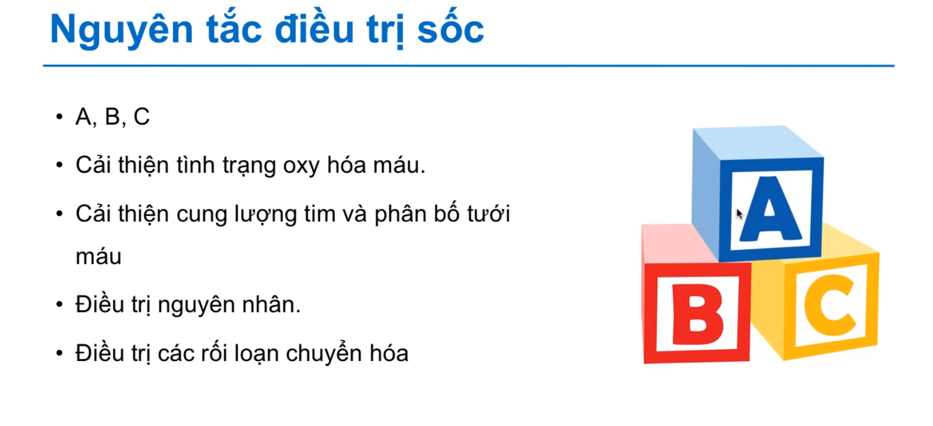 Nguyên tắc điều trị sốc
• A, B, C
• Cải thiện tình trạng oxy hóa máu.
• Cải thiện cung lượng tim và phân bố tưới
máu
• Điều trị nguyên nhân.
• Điều trị các rối loạn chuyển hóa
A
B
C